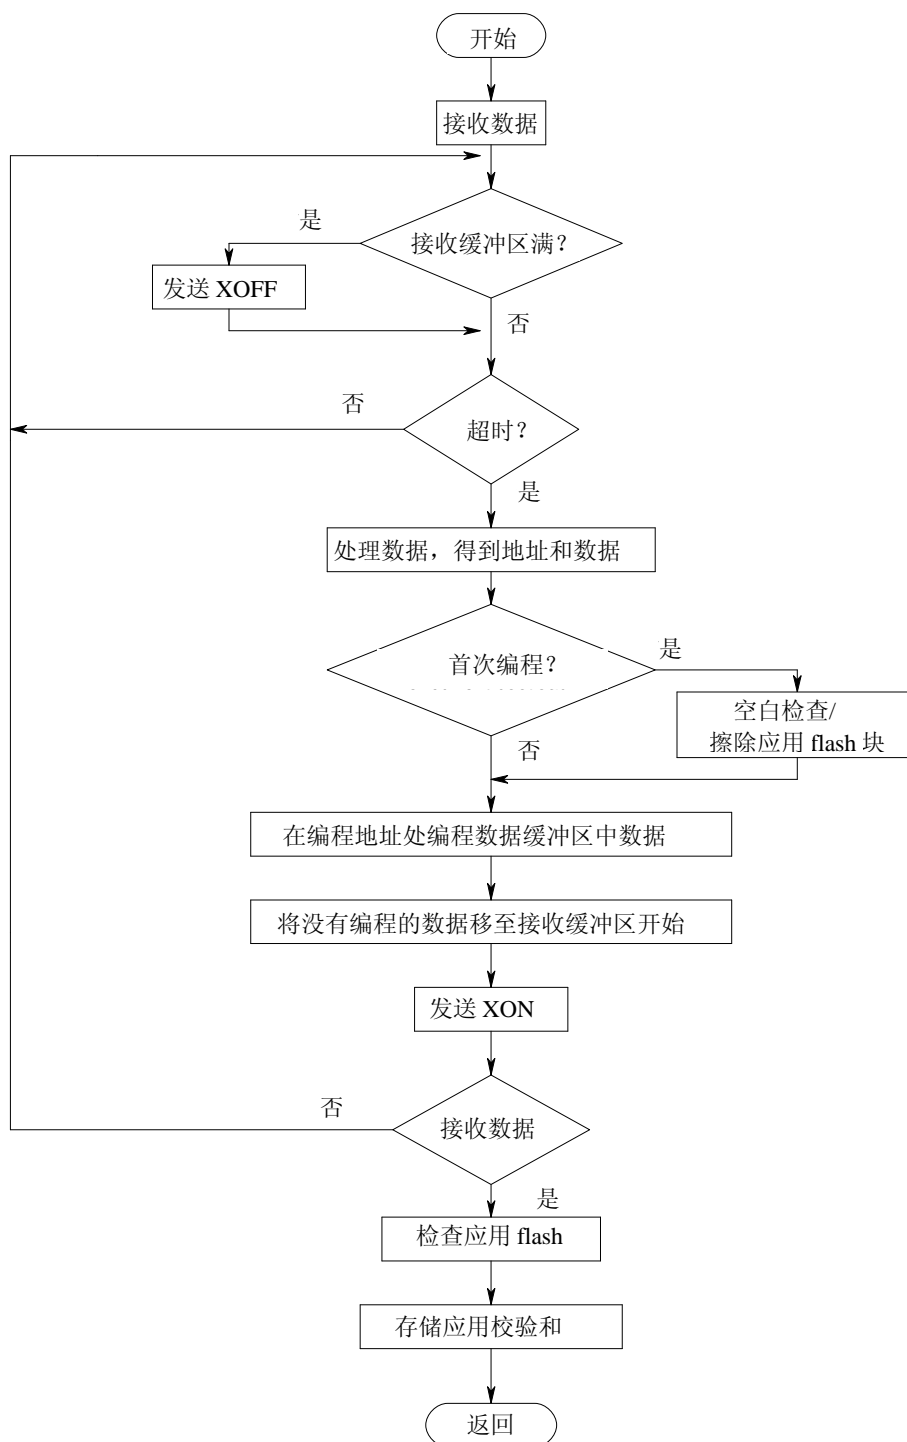 开始
接收数据
是
接收缓冲区满？
发送 XOFF
否
否
超时？
是
处理数据，得到地址和数据
首次编程？
是
空白检查/
擦除应用 flash 块
否
在编程地址处编程数据缓冲区中数据
将没有编程的数据移至接收缓冲区开始
发送 XON
否
接收数据
是
检查应用 flash
存储应用校验和
返回